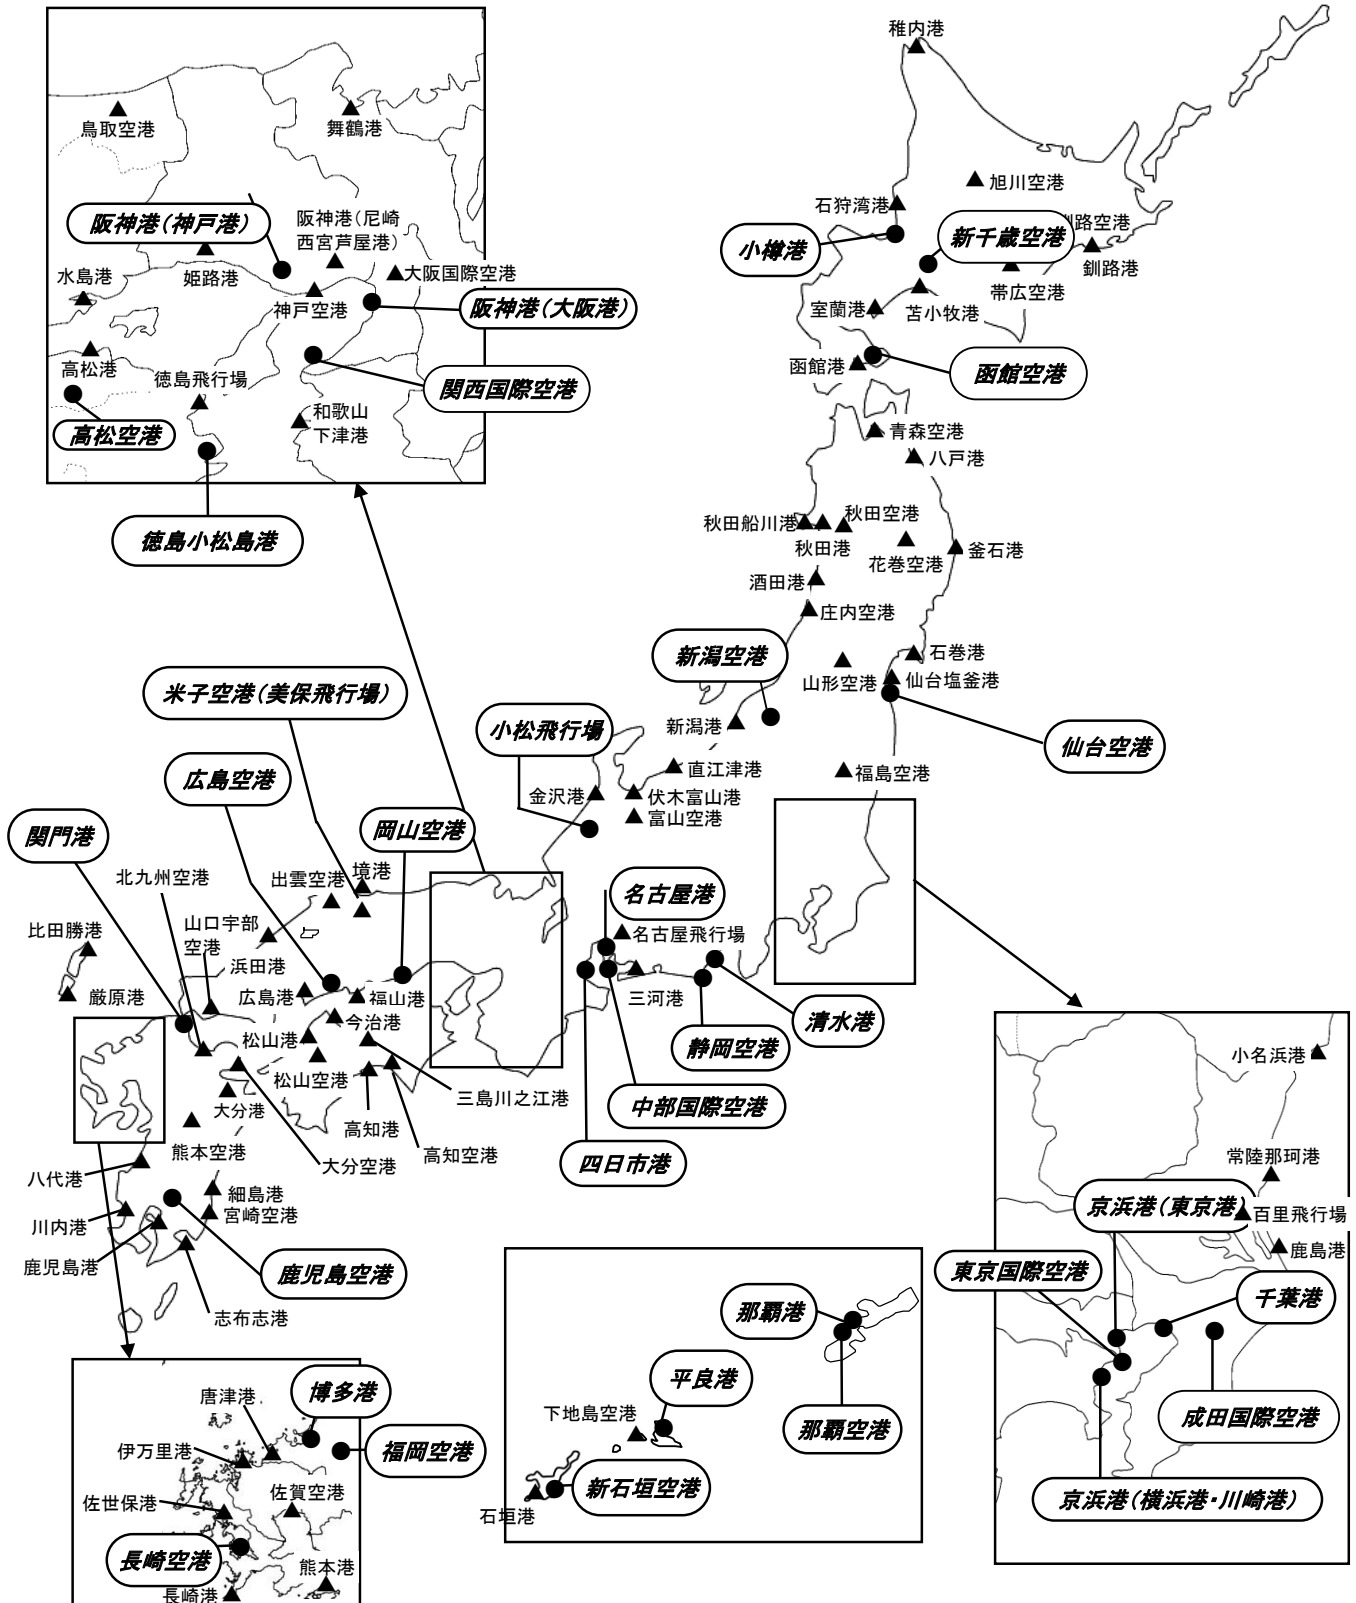 稚内港
鳥取空港
舞鶴港
旭川空港
石狩湾港
小樽港
新千歳空港
路空港
釧路港
帯広空港
苫小牧港
室蘭港
函館港
函館空港
阪神港(神戸港)
阪神港(尼崎
西宮芦屋港)
姫路港
大阪国際空港
水島港
神戸空港
阪神港(大阪港)
高松港
徳島飛行場
関西国際空港
高松空港
和歌山
下津港
徳島小松島港
青森空港
八戸港
秋田船川港
秋田港
秋田空港
花巻空港
釜石港
酒田港
庄内空港
新潟空港
石巻港
山形空港
仙台塩釜港
仙台空港
新潟港
直江津港
福島空港
小松飛行場
金沢港
伏木富山港
富山空港
米子空港(美保飛行場)
広島空港
岡山空港
関門港
北九州空港
出雲空港
境港
比田勝港
山口宇部
空港
浜田港
厳原港
広島港
福山港
今治港
松山港
松山空港
三島川之江港
高知港
高知空港
大分港
大分空港
熊本空港
八代港
細島港
宮崎空港
川内港
鹿児島港
鹿児島空港
志布志港
名古屋港
名古屋飛行場
三河港
清水港
静岡空港
中部国際空港
四日市港
小名浜港
常陸那珂港
京浜港(東京港)
百里飛行場
鹿島港
東京国際空港
千葉港
成田国際空港
京浜港(横浜港・川崎港)
那覇港
平良港
下地島空港
那覇空港
新石垣空港
石垣港
唐津港
博多港
伊万里港
福岡空港
佐世保港
佐賀空港
長崎空港
熊本港
長崎港